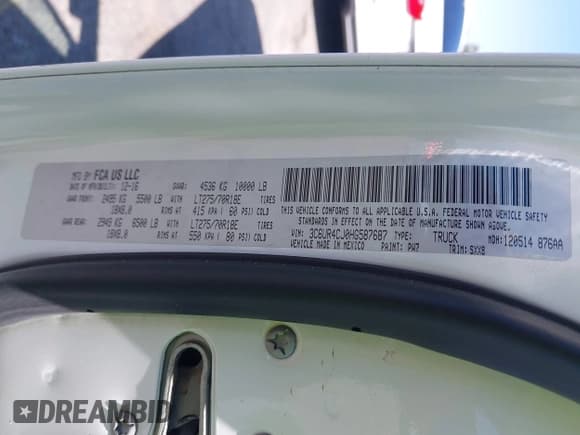 MFD BY: FCA US LLC
DATE OF MFR: 12-16 GAWR: 4536 KG 10000 LB
GAWR FRONT: 2495 KG 5500 LB WITH LT275/70R18E TIRES
18X8.0 RIMS AT 415 KPA ( 60 PSI) COLD
GAWR REAR: 2949 KG 6500 LB WITH LT275/70R18E TIRES
18X8.0 RIMS AT 550 KPA ( 80 PSI) COLD
THIS VEHICLE CONFORMS TO ALL APPLICABLE U.S.A. FEDERAL MOTOR VEHICLE SAFETY
STANDARDS IN EFFECT ON THE DATE OF MANUFACTURE SHOWN ABOVE.
VIN: 3C6UR4CJ0HG587687 TYPE: TRUCK MDH: 120514 876AA
VEHICLE MADE IN MEXICO PAINT: PW7 TRIM: SXX8
DREAMBID